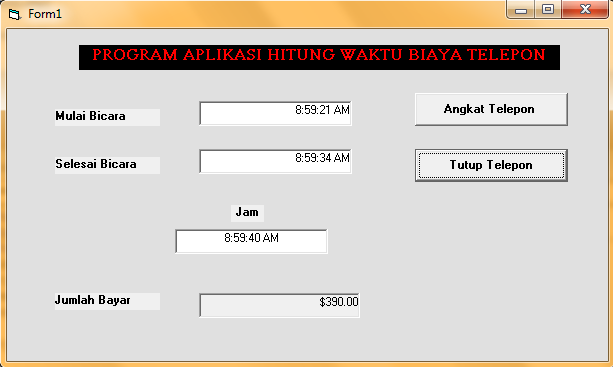 Form1
PROGRAM APLIKASI HITUNG WAKTU BIAYA TELEPON
Mulai Bicara 8:59:21 AM Angkat Telepon
Selesai Bicara 8:59:34 AM Tutup Telepon
Jam
8:59:40 AM
Jumlah Bayar $390.00